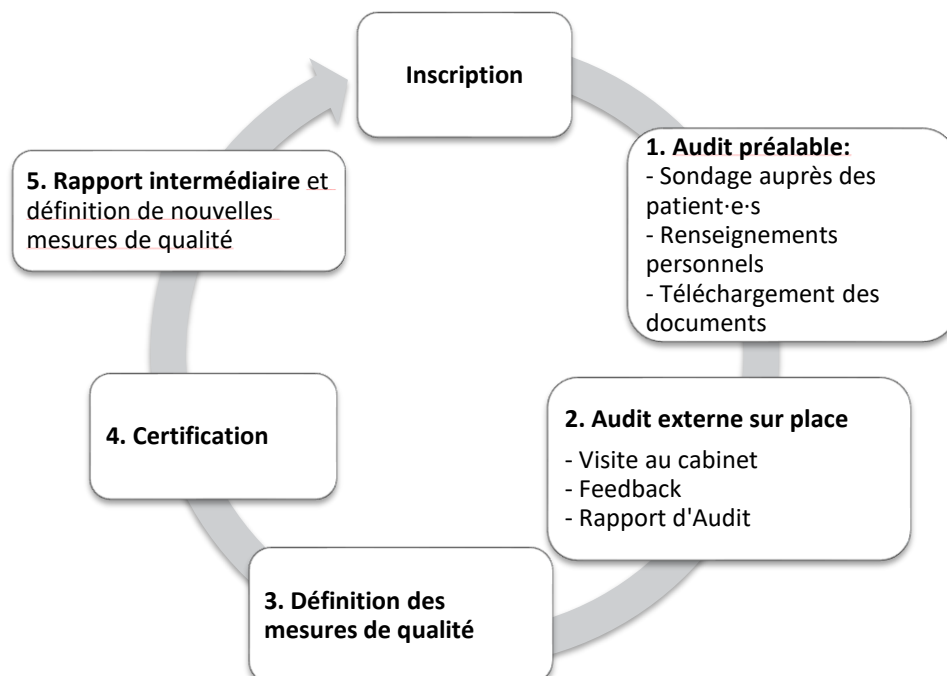 Inscription
1. Audit préalable:
- Sondage auprès des
patient·e·s
- Renseignements
personnels
- Téléchargement des
documents
2. Audit externe sur place
- Visite au cabinet
- Feedback
- Rapport d'Audit
3. Définition des
mesures de qualité
4. Certification
5. Rapport intermédiaire et
définition de nouvelles
mesures de qualité